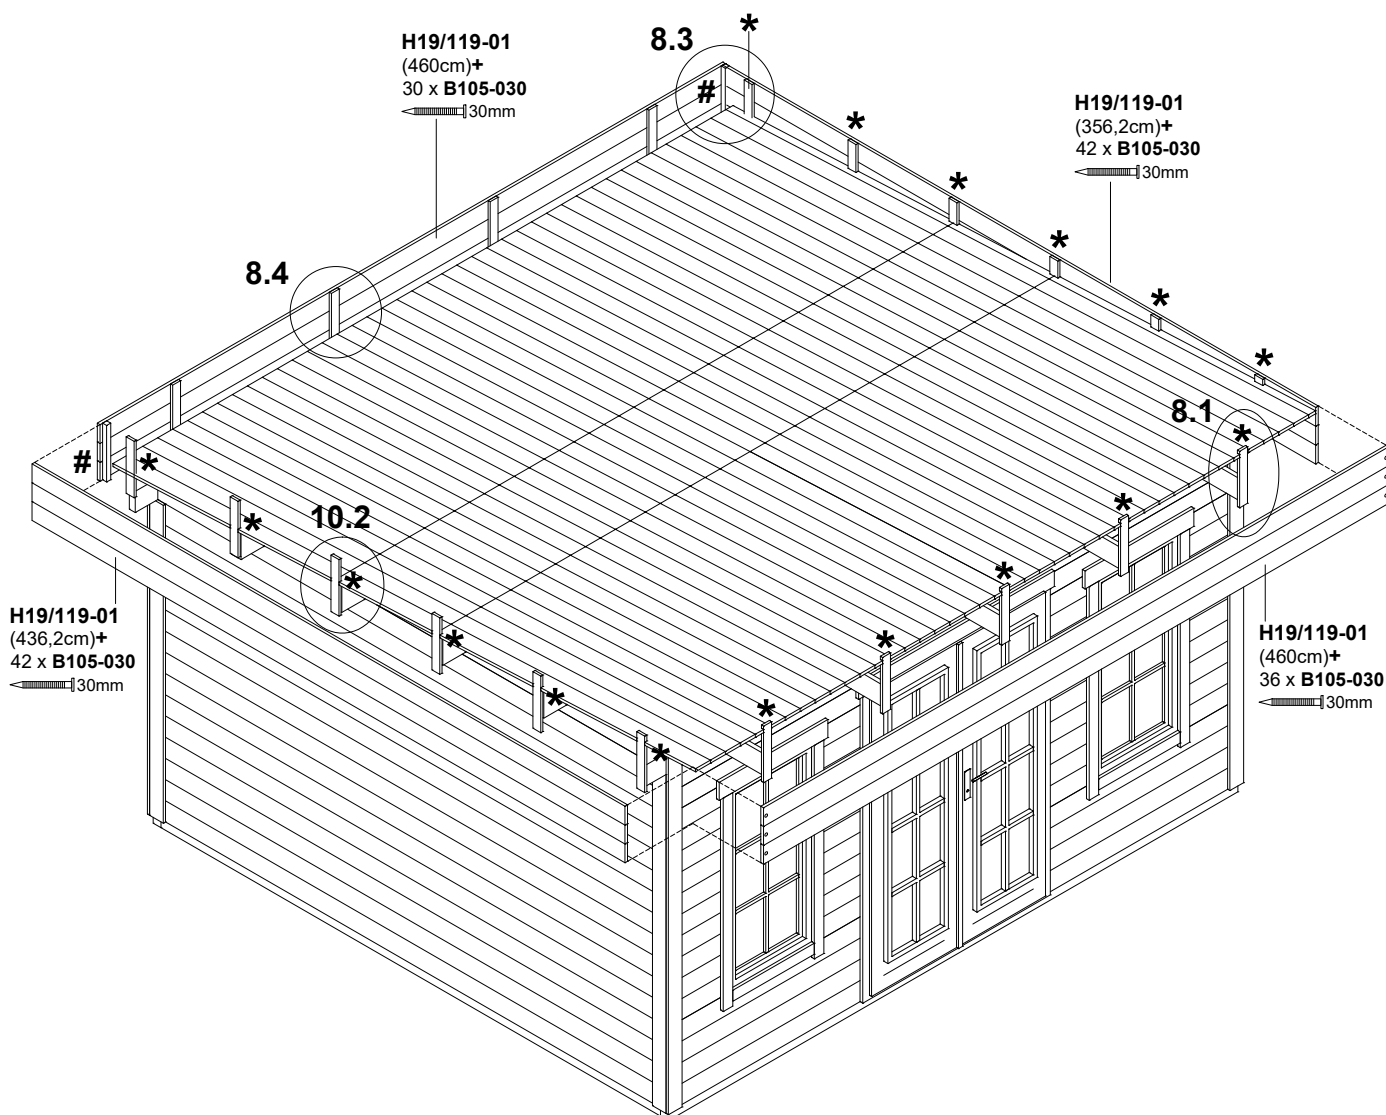 H19/119-01
(460cm)+
30 x B105-030
30mm
8.3
*
#
H19/119-01
(356,2cm)+
42 x B105-030
30mm
*
*
*
*
*
8.4
8.1
*
#
*
*
10.2
*
*
*
*
*
*
*
*
H19/119-01
(436,2cm)+
42 x B105-030
30mm
H19/119-01
(460cm)+
36 x B105-030
30mm